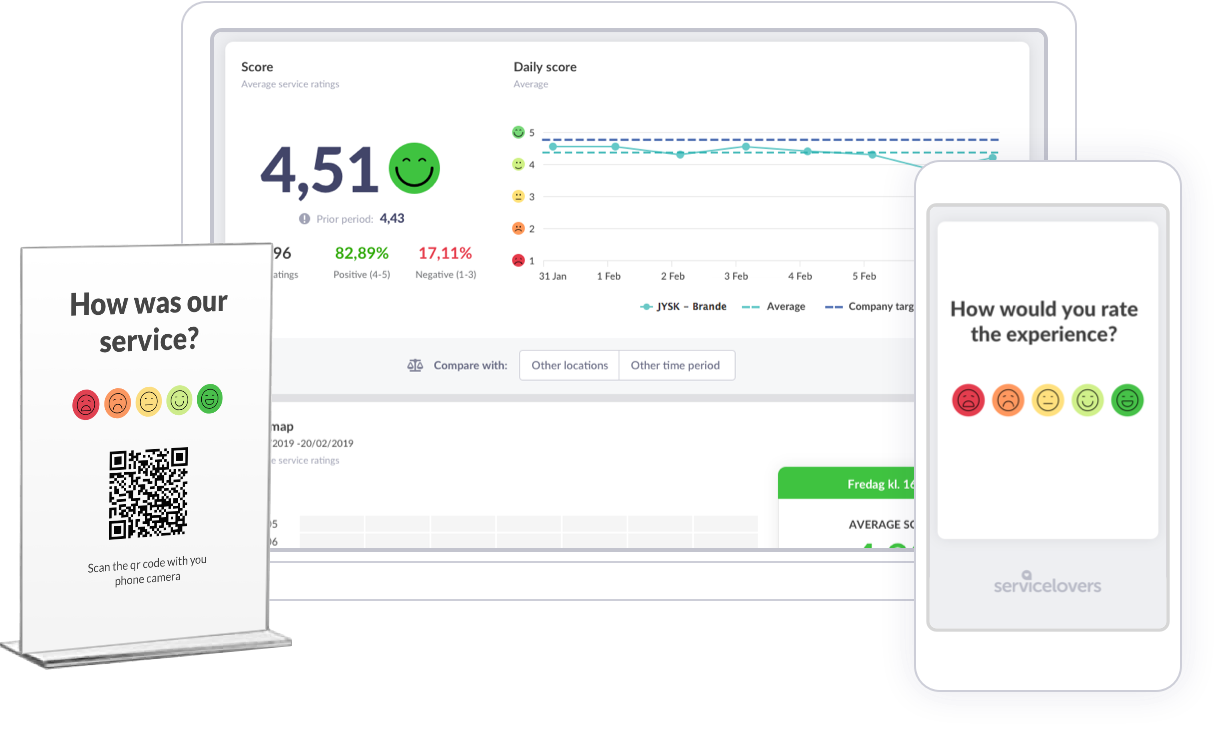 Score
Average service ratings
4,51
Prior period: 4,43
96
82,89%
17,11%
atings
Positive (4-5)
Negative (1-3)
Daily score
Average
5
4
3
2
1
31 Jan
1 Feb
2 Feb
3 Feb
4 Feb
5 Feb
JYSK – Brande
Average
Company targ
Compare with:
Other locations
Other time period
map
/2019 -20/02/2019
e service ratings
Fredag kl. 16
AVERAGE SC
How was our
service?
Scan the qr code with you
phone camera
How would you rate
the experience?
servicelovers